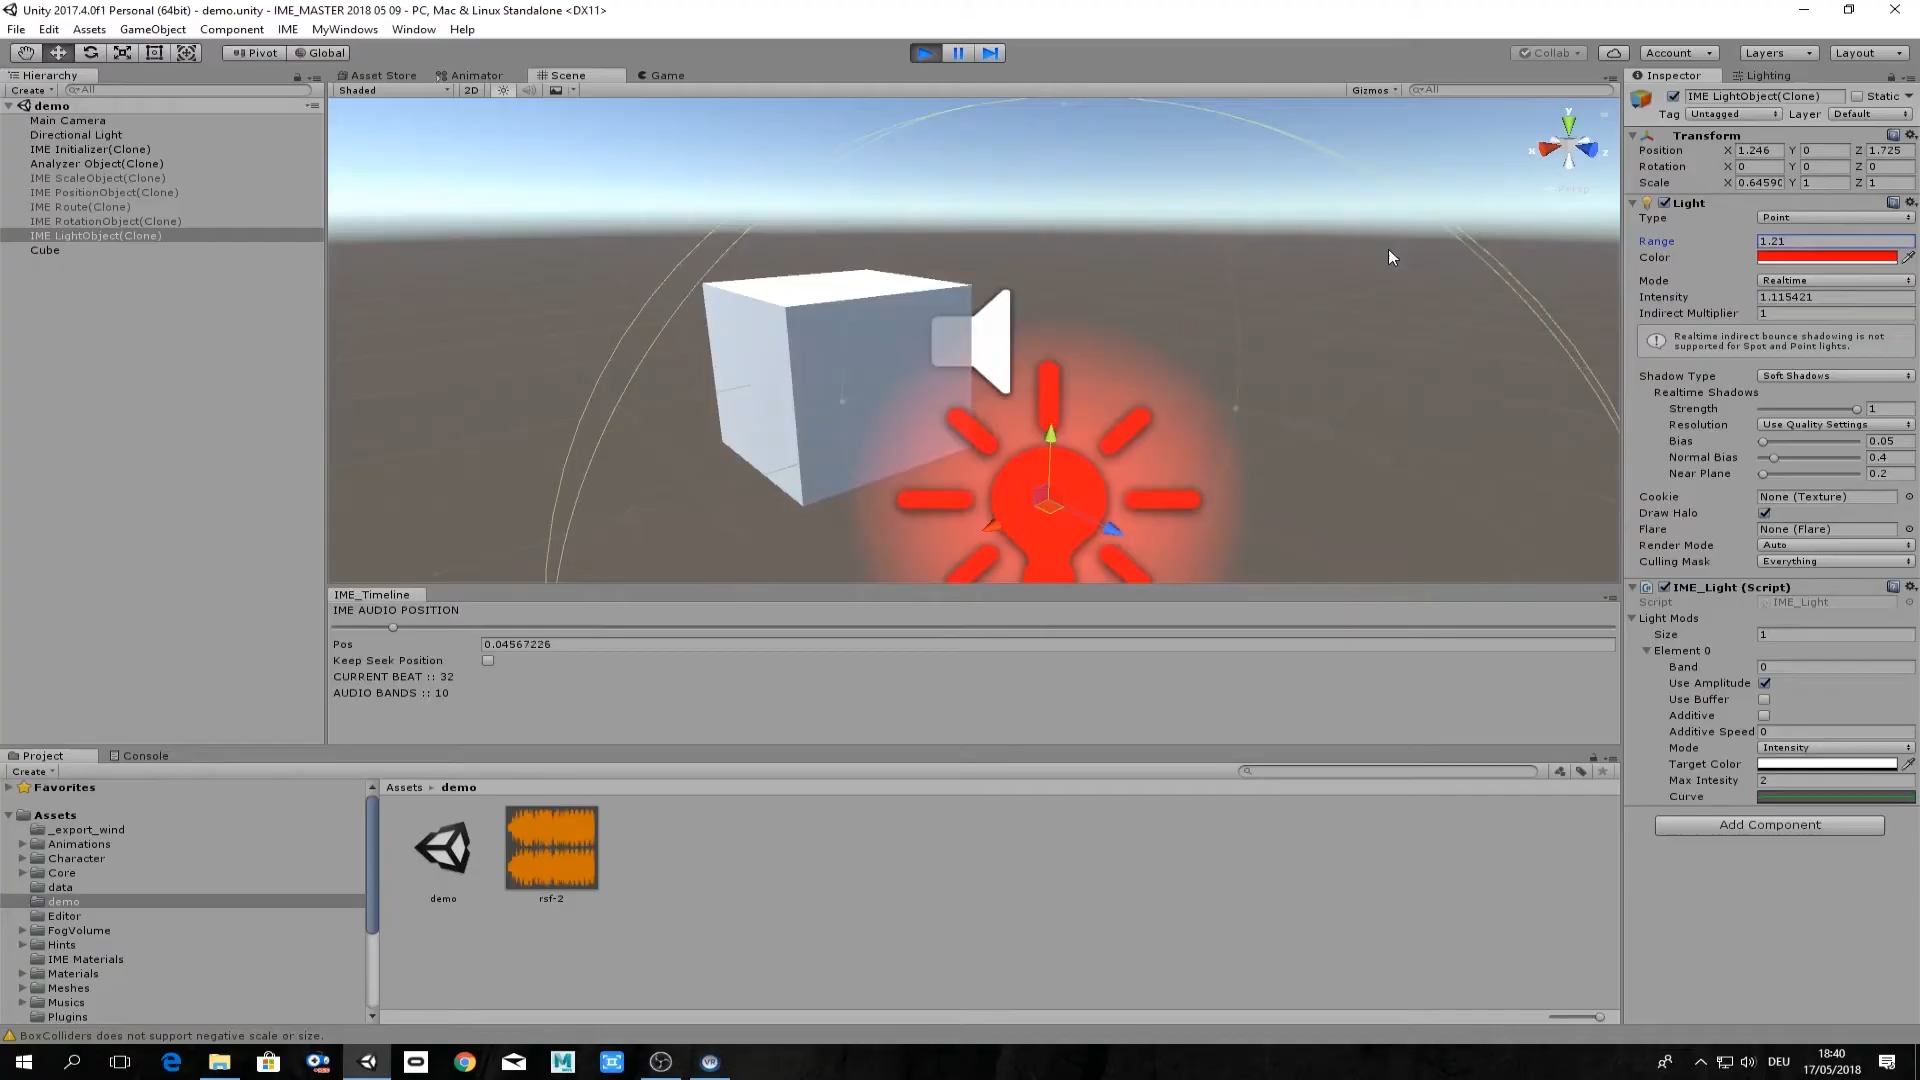 Unity 2017.4.0f1 Personal (64bit) - demo.unity - IME_MASTER 2018 05 09 - PC, Mac & Linux Standalone <DX11>
File Edit Assets GameObject Component IME MyWindows Window Help
Pivot Global Collab Account Layers Layout
Hierarchy
Create All
demo
Main Camera
Directional Light
IME Initializer(Clone)
Analyzer Object(Clone)
IME ScaleObject(Clone)
IME PositionObject(Clone)
IME Route(Clone)
IME RotationObject(Clone)
IME LightObject(Clone)
Cube
Asset Store Animator Scene Game
Shaded 2D Gizmos All
y
x z
Persp
IME_Timeline
IME AUDIO POSITION
Pos 0.04567226
Keep Seek Position
CURRENT BEAT :: 32
AUDIO BANDS :: 10
Inspector Lighting
IME LightObject(Clone) Static
Tag Untagged Layer Default
Transform
Position X 1.246 Y 0 Z 1.725
Rotation X 0 Y 0 Z 0
Scale X 0.6459 Y 1 Z 1
Light
Type Point
Range 1.21
Color
Mode Realtime
Intensity 1.115421
Indirect Multiplier 1
Realtime indirect bounce shadowing is not
supported for Spot and Point lights.
Shadow Type Soft Shadows
Realtime Shadows
Strength 1
Resolution Use Quality Settings
Bias 0.05
Normal Bias 0.4
Near Plane 0.2
Cookie None (Texture)
Draw Halo
Flare None (Flare)
Render Mode Auto
Culling Mask Everything
IME_Light (Script)
Script IME_Light
Light Mods
Size 1
Element 0
Band 0
Use Amplitude
Use Buffer
Additive
Additive Speed 0
Mode Intensity
Target Color
Max Intesity 2
Curve
Add Component
Project Console
Create
Favorites
Assets
_export_wind
Animations
Character
Core
data
demo
Editor
FogVolume
Hints
IME Materials
Materials
Meshes
Musics
Plugins
Assets demo
demo rsf-2
BoxColliders does not support negative scale or size.
DEU 18:40
17/05/2018